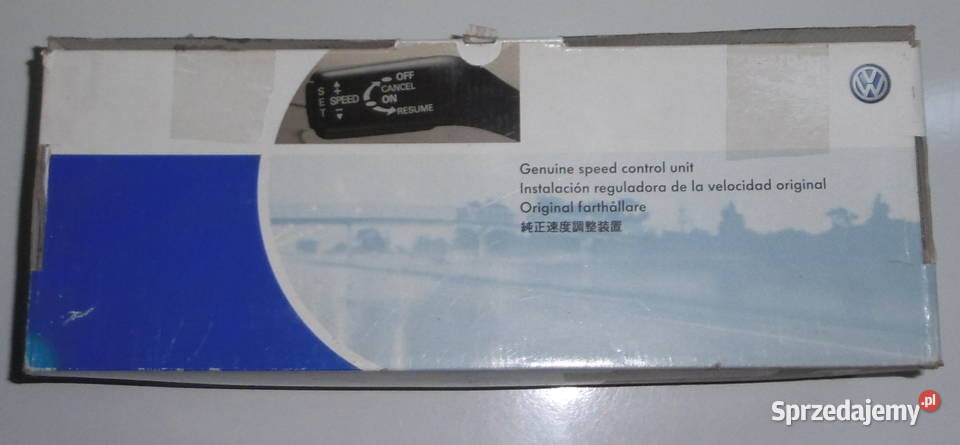 OFF
CANCEL
SET
SPEED
ON
RESUME
Genuine speed control unit
Instalación reguladora de la velocidad original
Original farthållare
純正速度調整装置
Sprzedajemy.pl